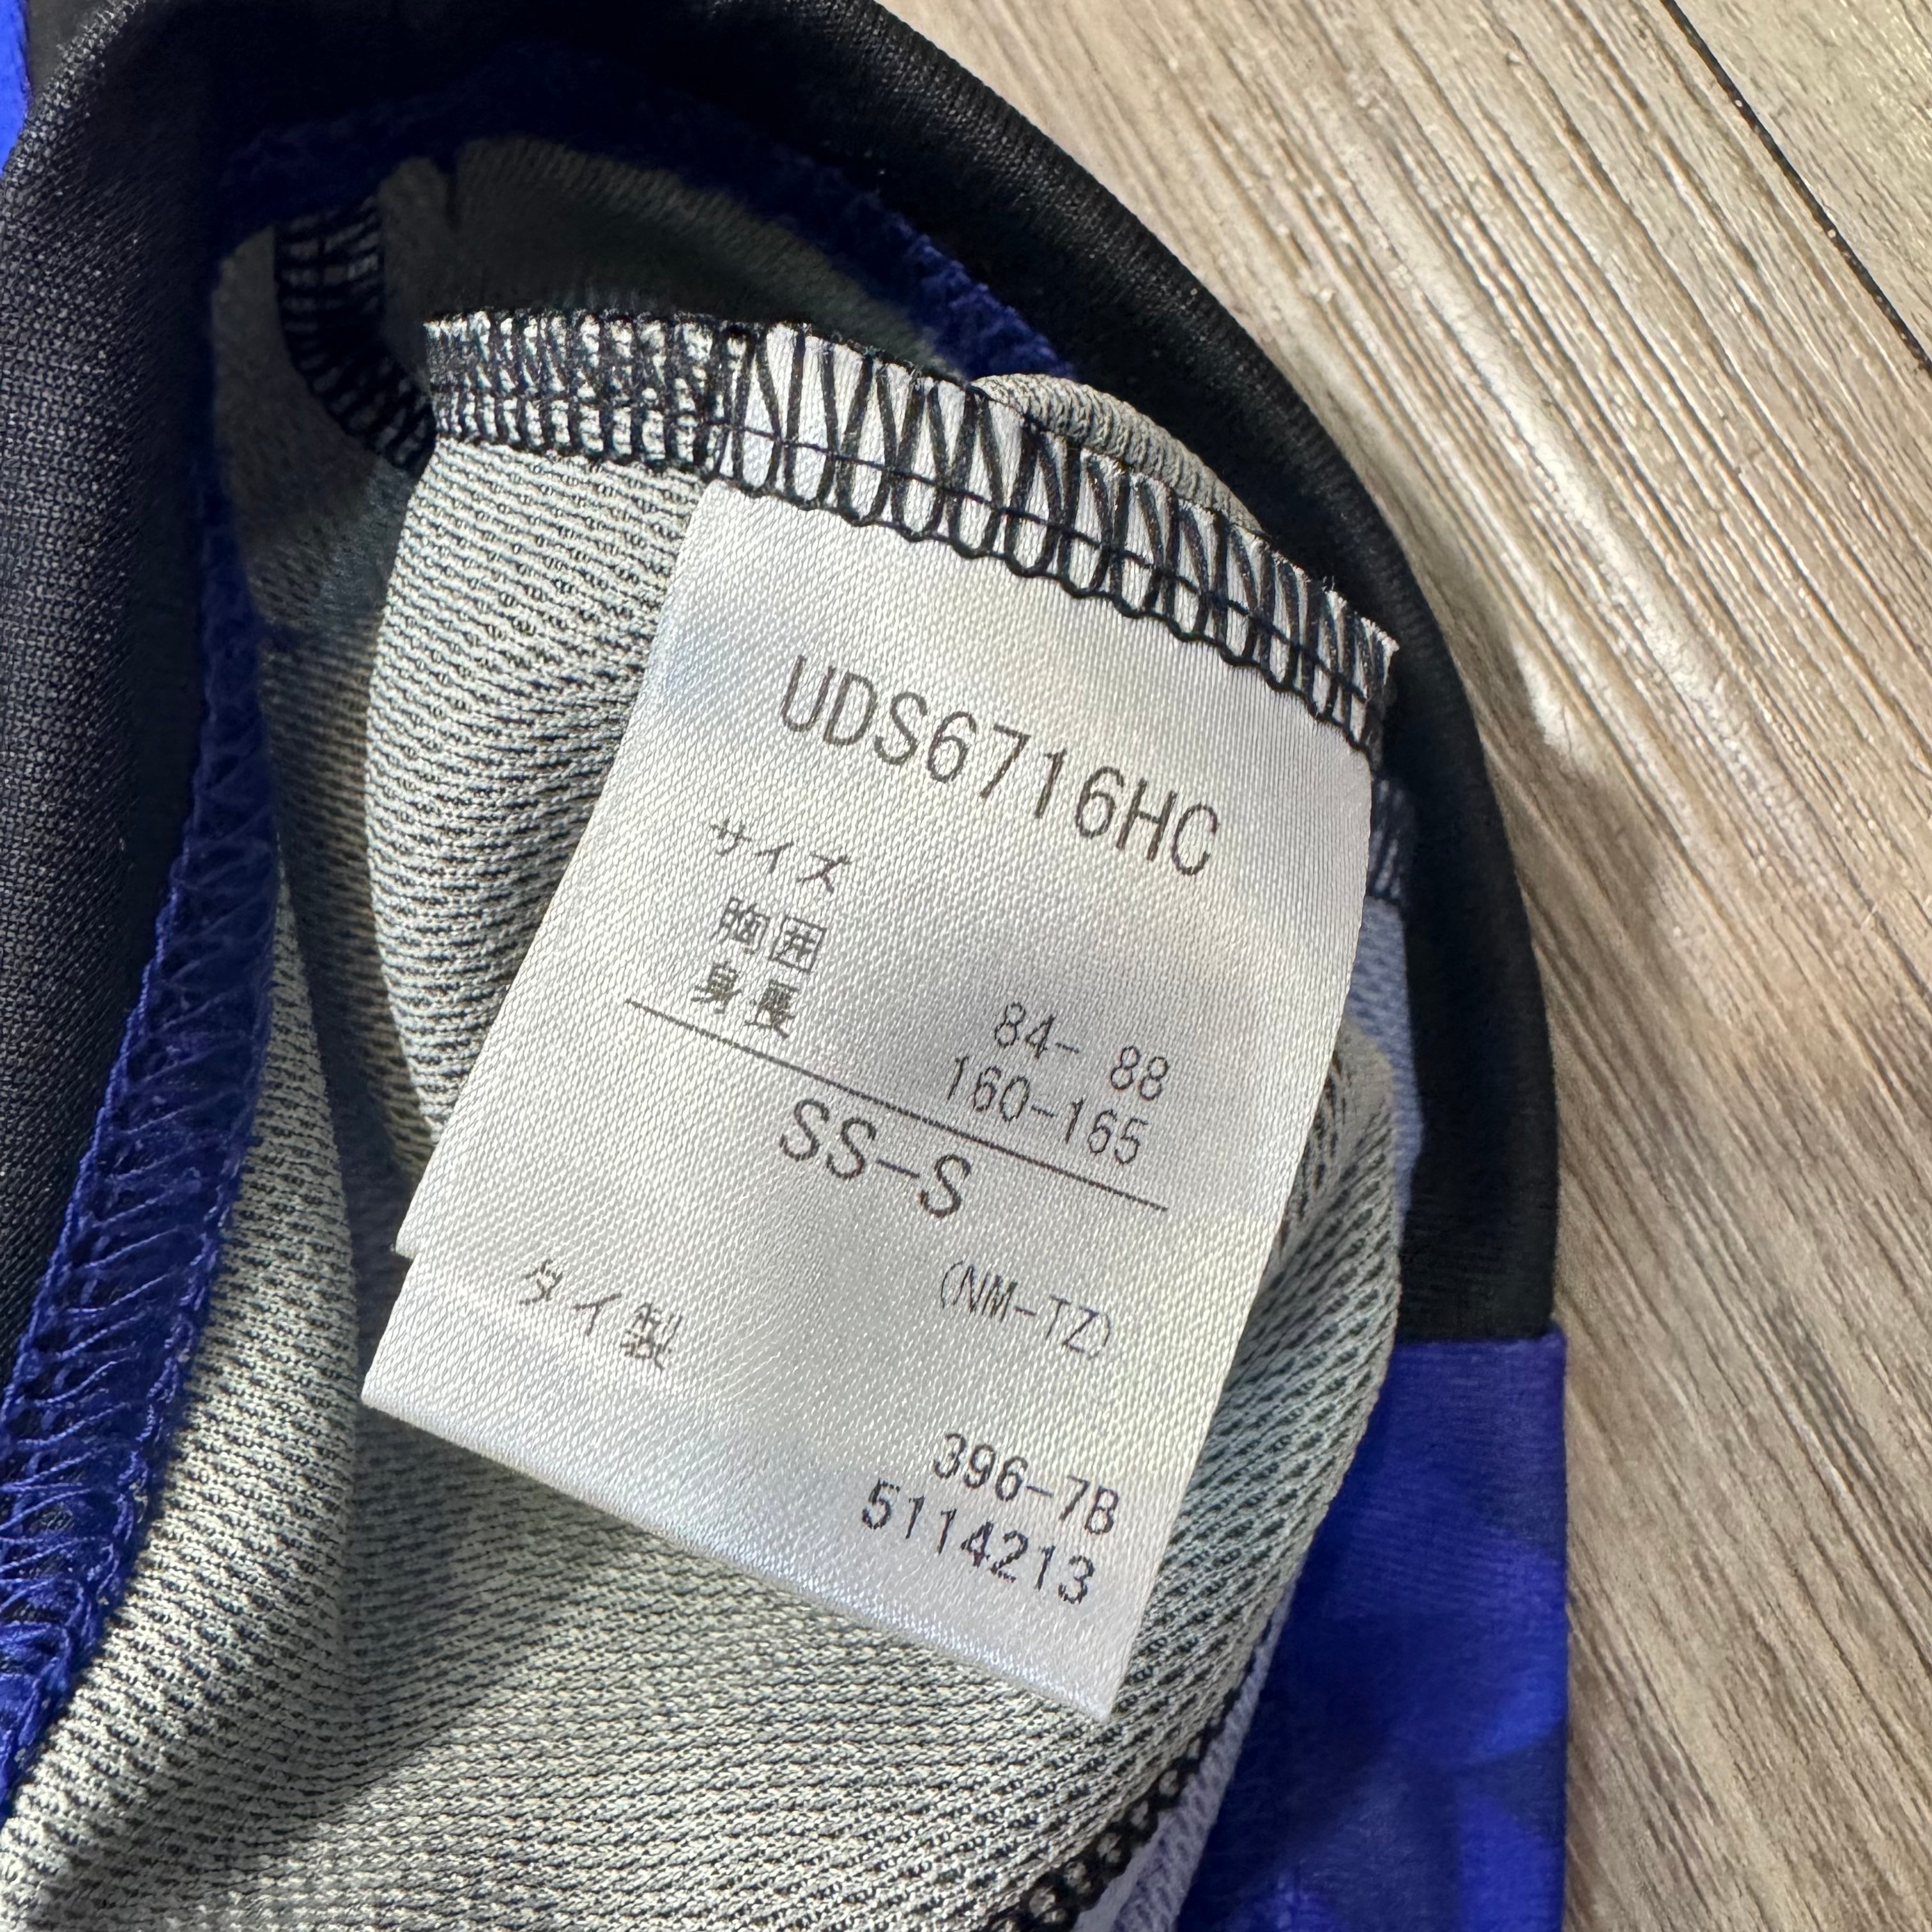 UDS6716HC
サイズ
胸囲 84- 88
身長 160-165
SS-S
(NM-TZ)
タイ製
396-7B
5114213